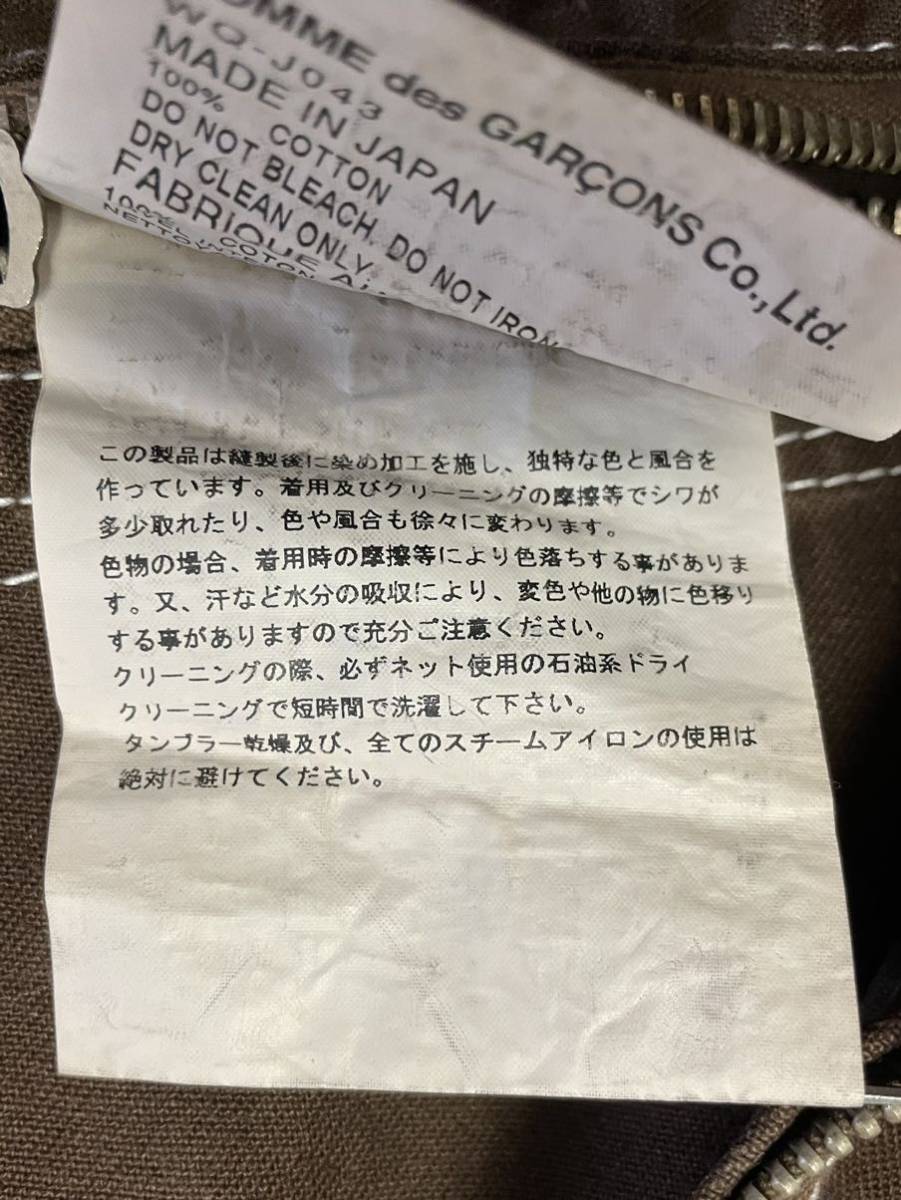 COMME des GARÇONS Co., Ltd.
WQ-J043
MADE IN JAPAN
100% COTTON
DO NOT BLEACH. DO NOT IRON
DRY CLEAN ONLY.
FABRIQUE AU
この製品は縫製後に染め加工を施し、独特な色と風合を
作っています。着用及びクリーニングの摩擦等でシワが
多少取れたり、色や風合も徐々に変わります。
色物の場合、着用時の摩擦等により色落ちする事がありま
す。又、汗など水分の吸収により、変色や他の物に色移り
する事がありますので充分ご注意ください。
クリーニングの際、必ずネット使用の石油系ドライ
クリーニングで短時間で洗濯して下さい。
タンブラー乾燥及び、全てのスチームアイロンの使用は
絶対に避けてください。